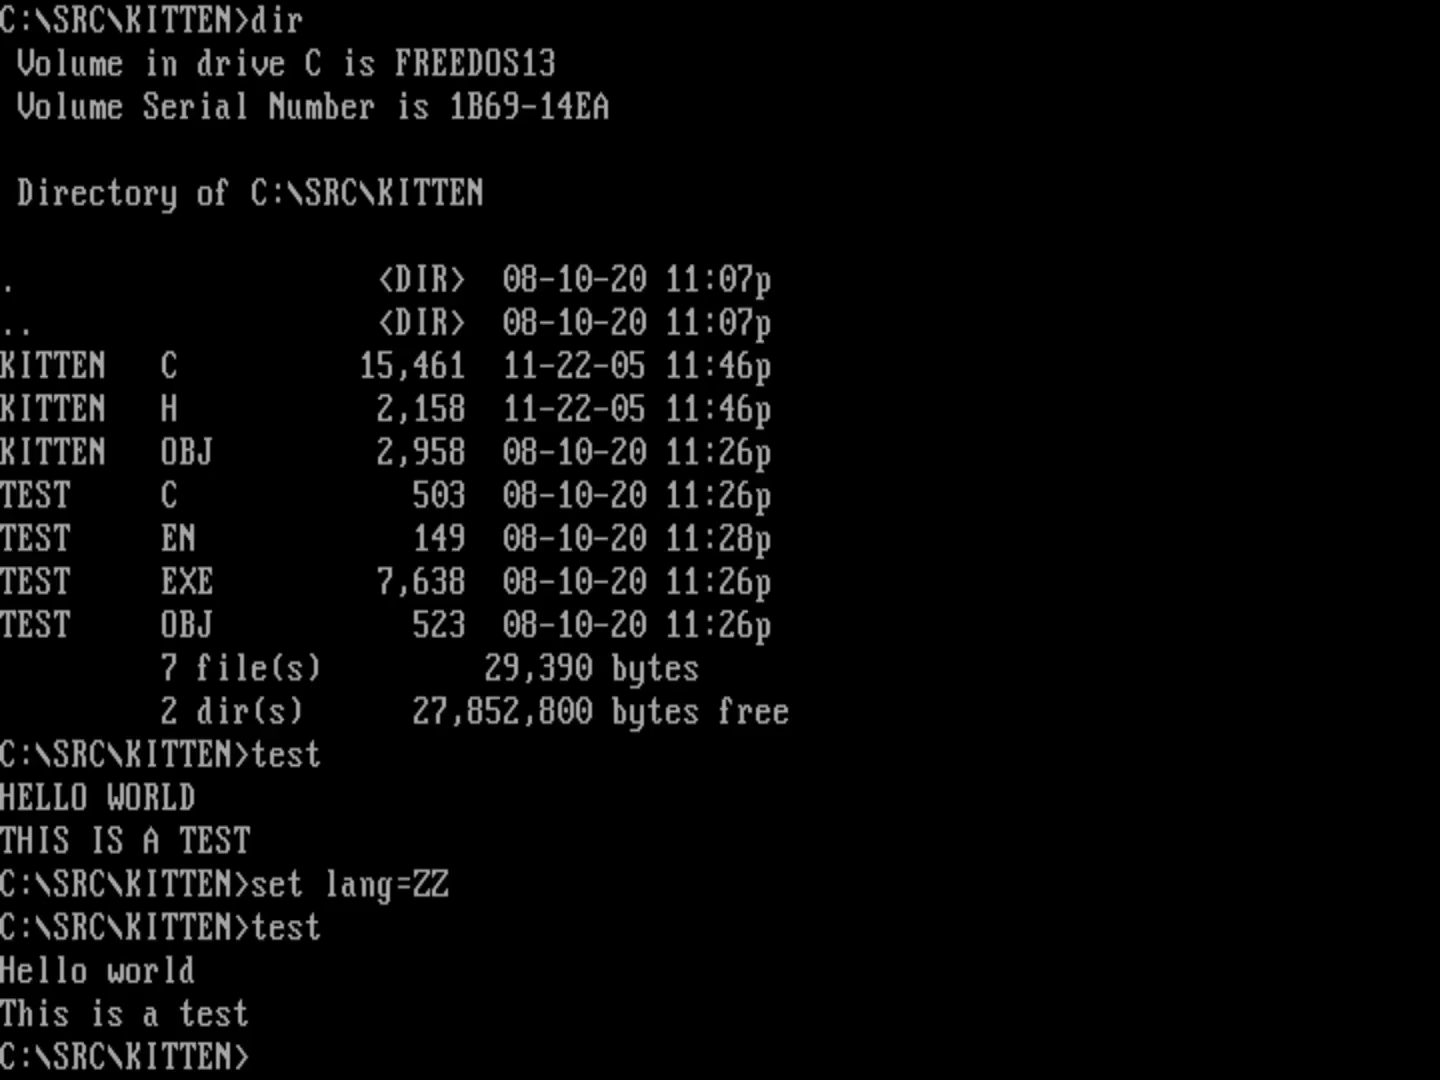 C:\SRC\KITTEN>dir
 Volume in drive C is FREEDOS13
 Volume Serial Number is 1B69-14EA

 Directory of C:\SRC\KITTEN

.                    <DIR>  08-10-20 11:07p
..                   <DIR>  08-10-20 11:07p
KITTEN   C          15,461  11-22-05 11:46p
KITTEN   H           2,158  11-22-05 11:46p
KITTEN   OBJ         2,958  08-10-20 11:26p
TEST     C             503  08-10-20 11:26p
TEST     EN            149  08-10-20 11:28p
TEST     EXE         7,638  08-10-20 11:26p
TEST     OBJ           523  08-10-20 11:26p
         7 file(s)         29,390 bytes
         2 dir(s)      27,852,800 bytes free
C:\SRC\KITTEN>test
HELLO WORLD
THIS IS A TEST
C:\SRC\KITTEN>set lang=ZZ
C:\SRC\KITTEN>test
Hello world
This is a test
C:\SRC\KITTEN>